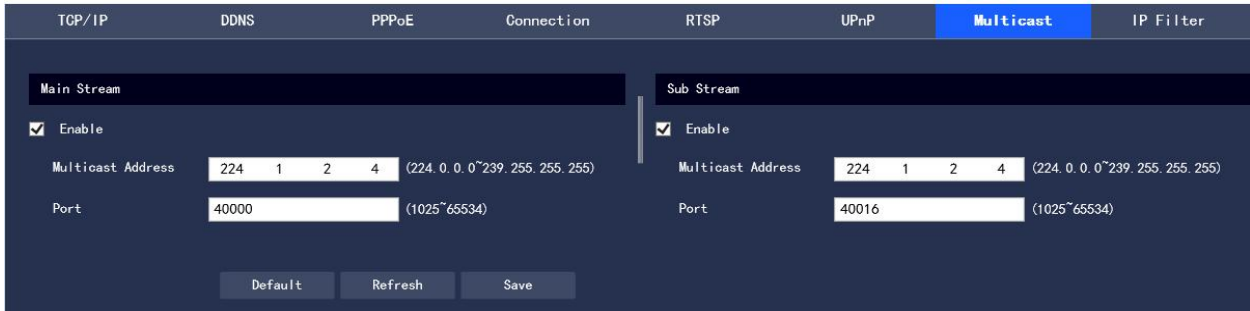 TCP/IP DDNS PPPoE Connection RTSP UPnP Multicast IP Filter
Main Stream
Enable
Multicast Address 224 1 2 4 (224.0.0.0~239.255.255.255)
Port 40000 (1025~65534)
Default Refresh Save
Sub Stream
Enable
Multicast Address 224 1 2 4 (224.0.0.0~239.255.255.255)
Port 40016 (1025~65534)